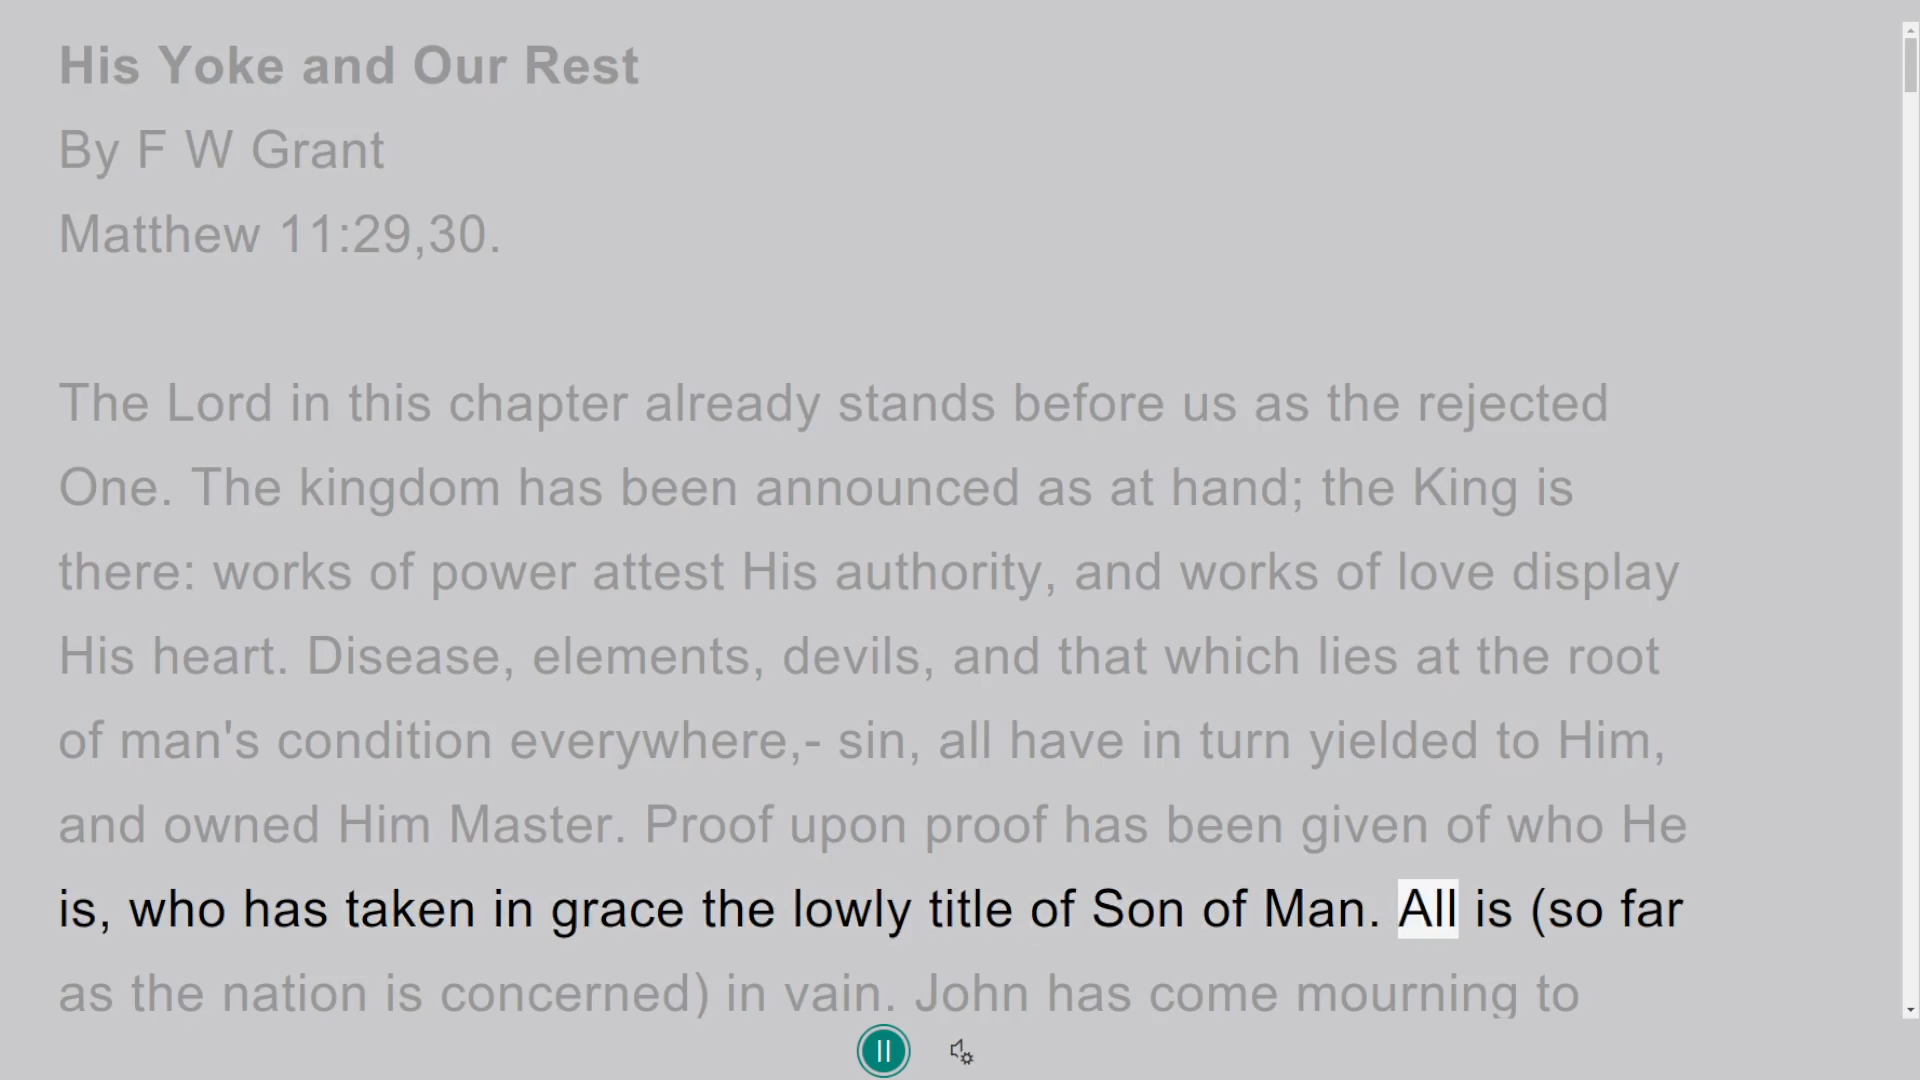 His Yoke and Our Rest
By F W Grant
Matthew 11:29,30.
The Lord in this chapter already stands before us as the rejected
One. The kingdom has been announced as at hand; the King is
there: works of power attest His authority, and works of love display
His heart. Disease, elements, devils, and that which lies at the root
of man's condition everywhere,- sin, all have in turn yielded to Him,
and owned Him Master. Proof upon proof has been given of who He
is, who has taken in grace the lowly title of Son of Man. All is (so far
as the nation is concerned) in vain. John has come mourning to